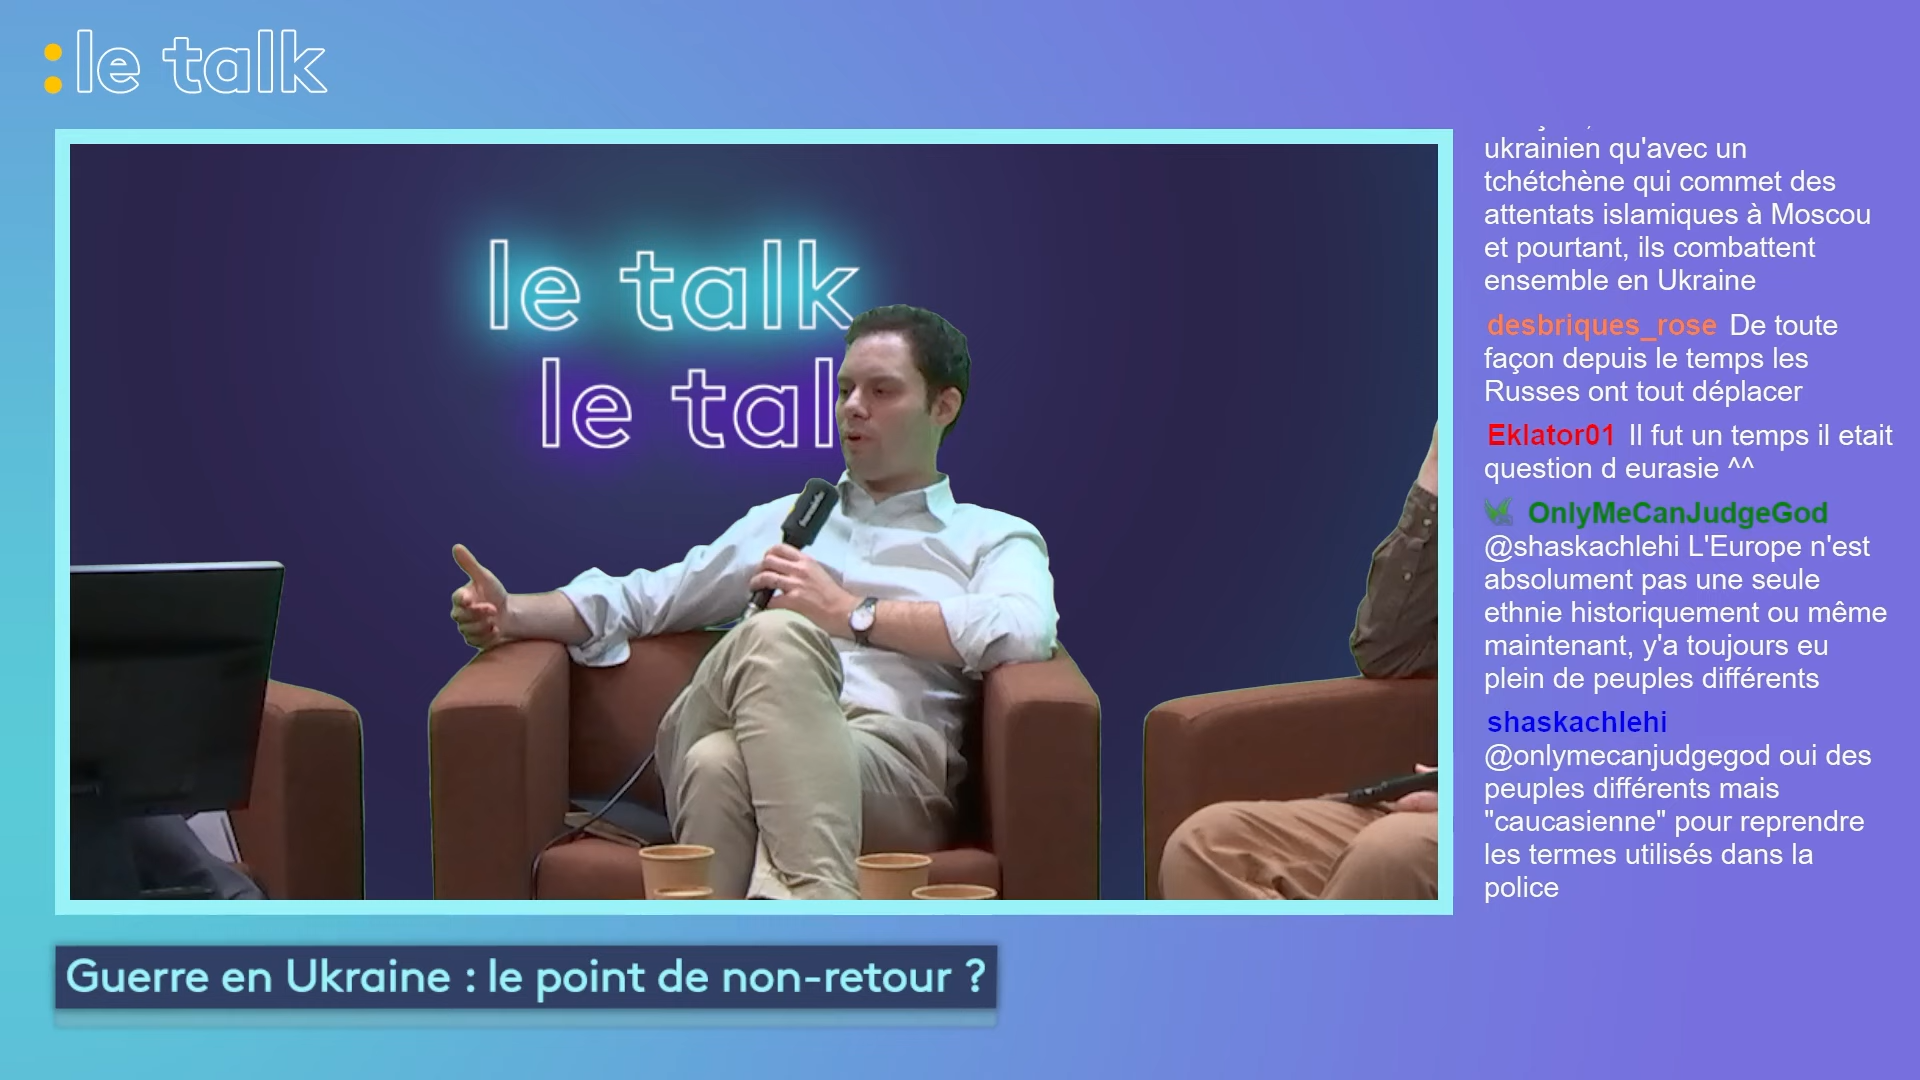 :le talk
le talk
le tal
ukrainien qu'avec un
tchétchène qui commet des
attentats islamiques à Moscou
et pourtant, ils combattent
ensemble en Ukraine
desbriques_rose De toute
façon depuis le temps les
Russes ont tout déplacer
Eklator01 Il fut un temps il etait
question d eurasie ^^
OnlyMeCanJudgeGod
@shaskachlehi L'Europe n'est
absolument pas une seule
ethnie historiquement ou même
maintenant, y'a toujours eu
plein de peuples différents
shaskachlehi
@onlymecanjudgegod oui des
peuples différents mais
"caucasienne" pour reprendre
les termes utilisés dans la
police
Guerre en Ukraine : le point de non-retour ?